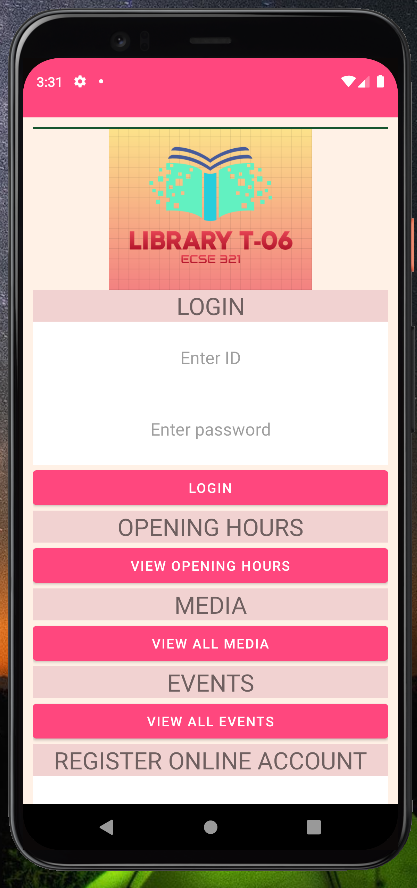 3:31
LIBRARY T-06
ECSE 321
LOGIN
Enter ID
Enter password
LOGIN
OPENING HOURS
VIEW OPENING HOURS
MEDIA
VIEW ALL MEDIA
EVENTS
VIEW ALL EVENTS
REGISTER ONLINE ACCOUNT